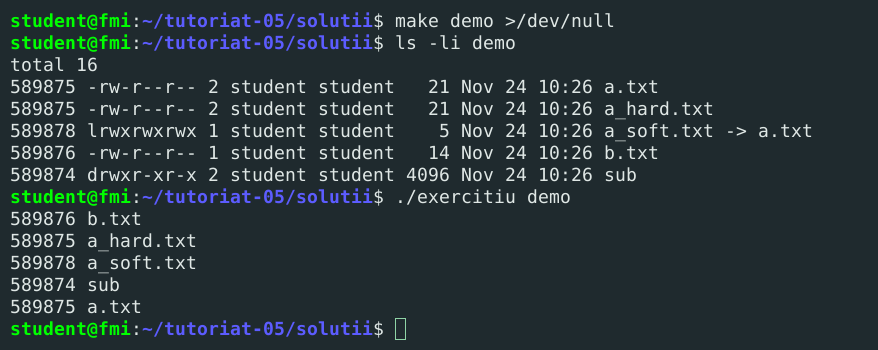 student@fmi:~/tutoriat-05/solutii$ make demo >/dev/null
student@fmi:~/tutoriat-05/solutii$ ls -li demo
total 16
589875 -rw-r--r-- 2 student student   21 Nov 24 10:26 a.txt
589875 -rw-r--r-- 2 student student   21 Nov 24 10:26 a_hard.txt
589878 lrwxrwxrwx 1 student student    5 Nov 24 10:26 a_soft.txt -> a.txt
589876 -rw-r--r-- 1 student student   14 Nov 24 10:26 b.txt
589874 drwxr-xr-x 2 student student 4096 Nov 24 10:26 sub
student@fmi:~/tutoriat-05/solutii$ ./exercitiu demo
589876 b.txt
589875 a_hard.txt
589878 a_soft.txt
589874 sub
589875 a.txt
student@fmi:~/tutoriat-05/solutii$